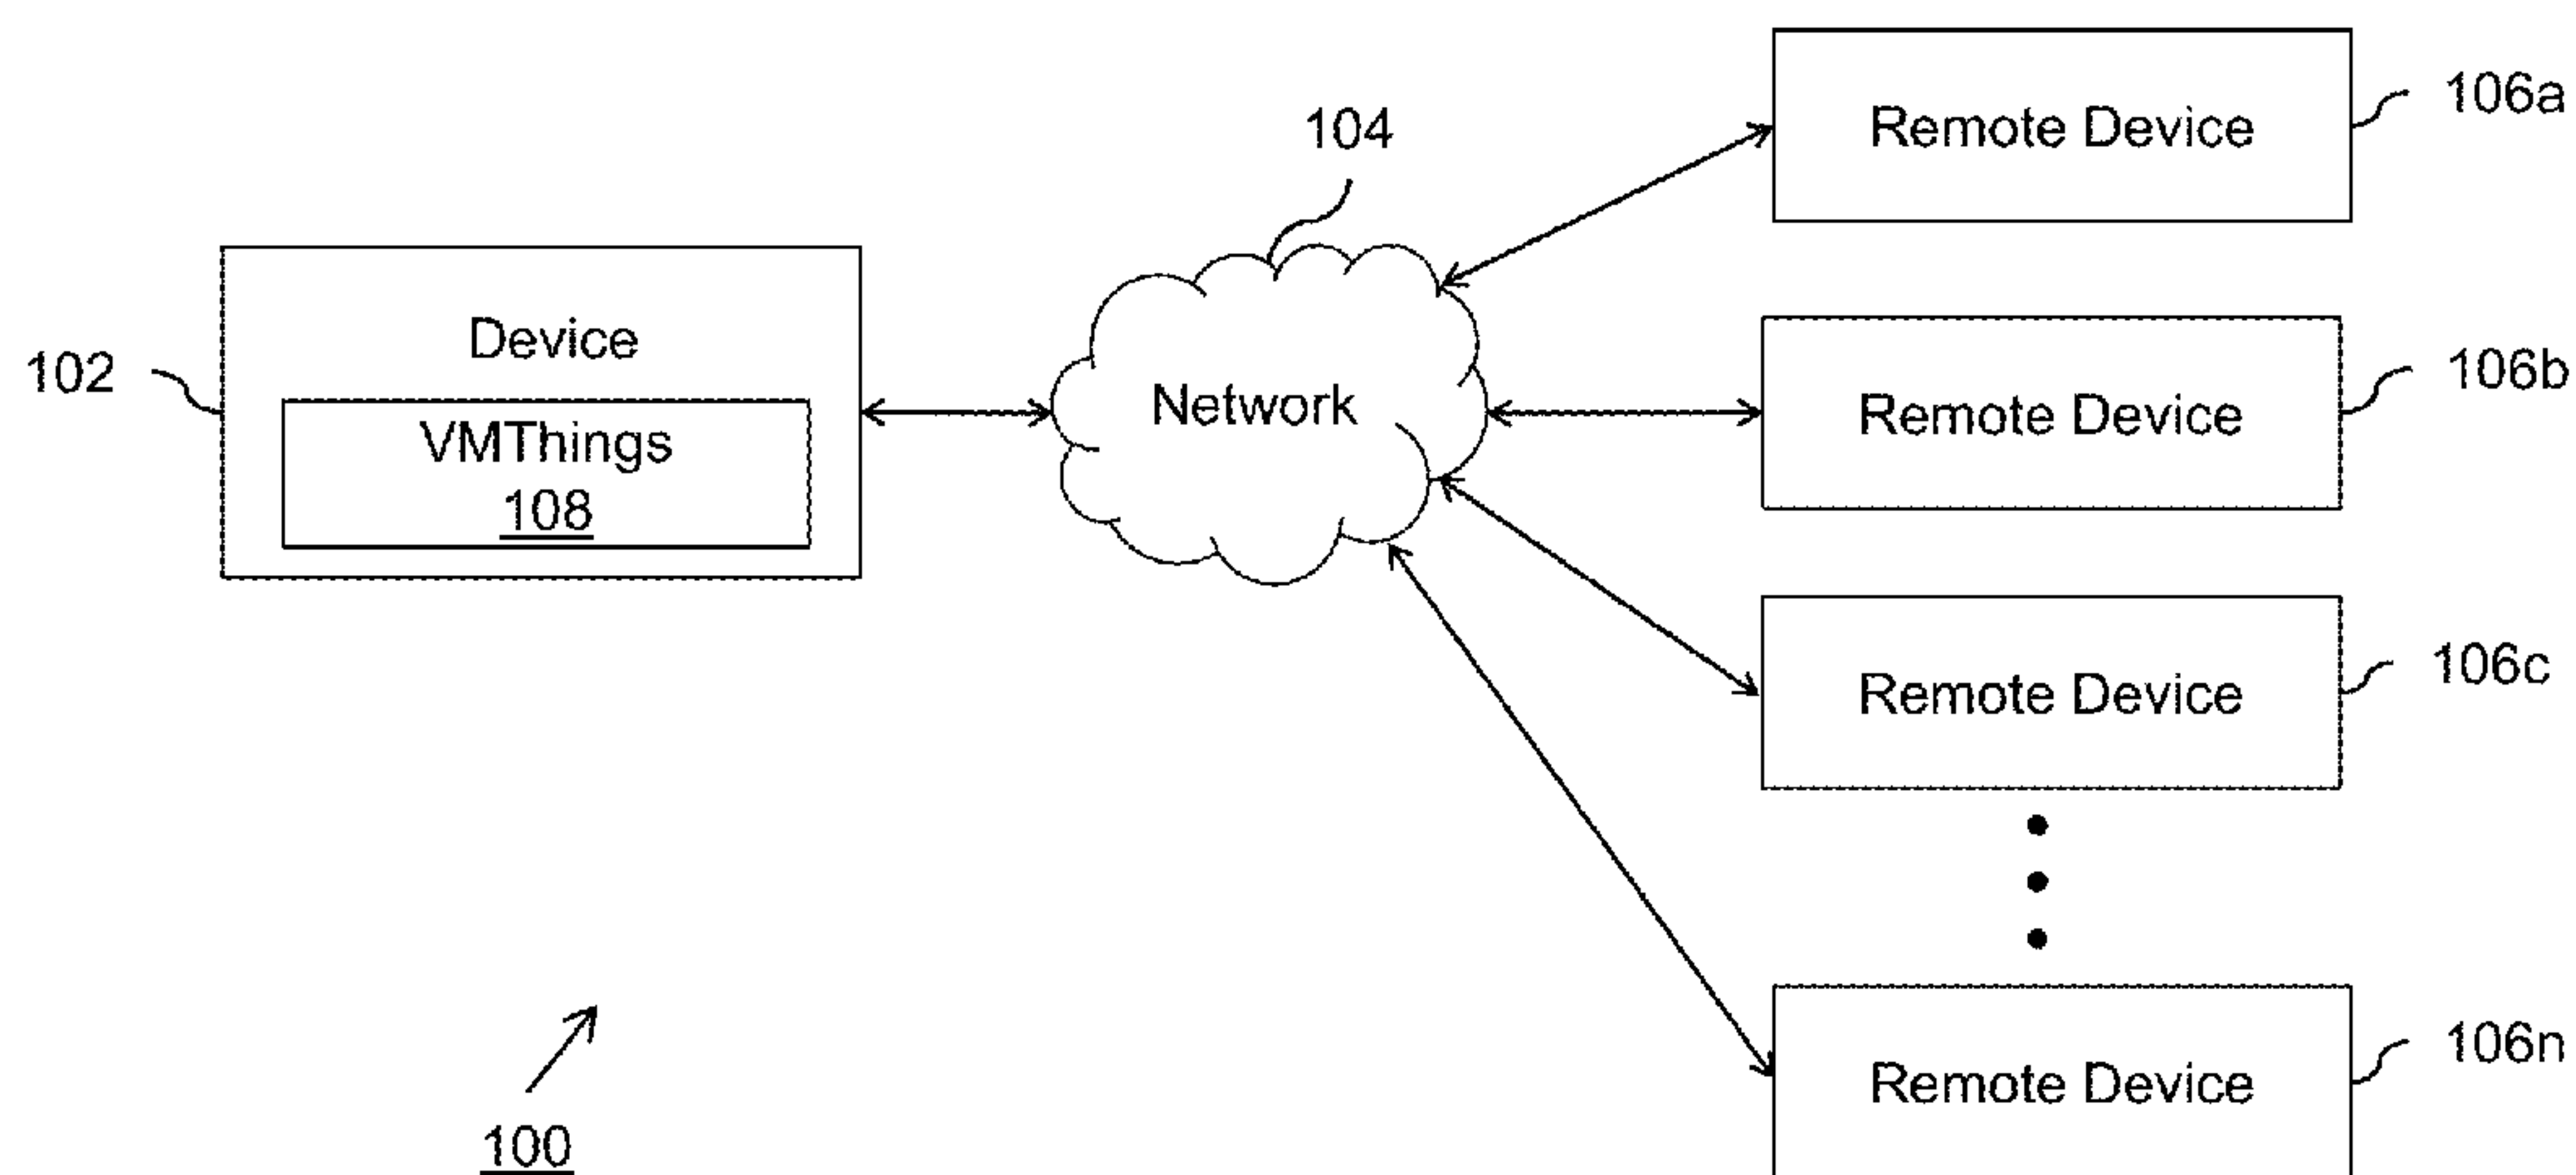 106a
Remote Device
104
Device
102
VMThings
108
Network
106b
Remote Device
106c
Remote Device
106n
Remote Device
100